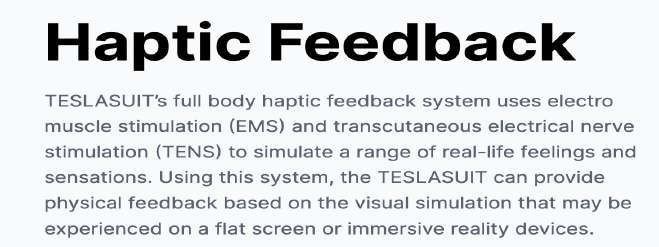 Haptic Feedback
TESLASUIT’s full body haptic feedback system uses electro
muscle stimulation (EMS) and transcutaneous electrical nerve
stimulation (TENS) to simulate a range of real-life feelings and
sensations. Using this system, the TESLASUIT can provide
physical feedback based on the visual simulation that may be
experienced on a flat screen or immersive reality devices.